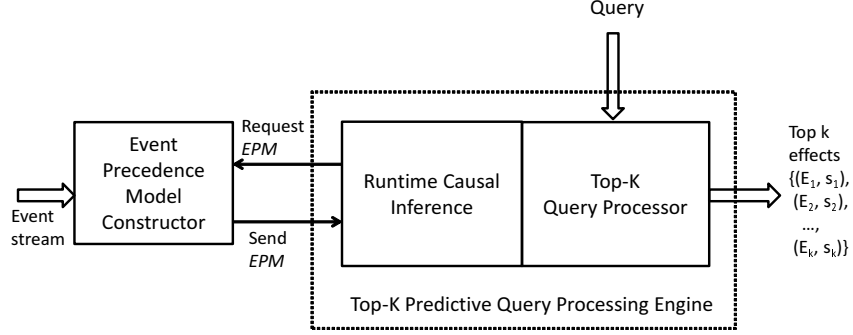 Query
Event
Precedence
Model
Constructor
Request
EPM
Send
EPM
Event
stream
Runtime Causal
Inference
Top-K
Query Processor
Top-K Predictive Query Processing Engine
Top k
effects
{(E₁, s₁),
(E₂, s₂),
...,
(Eₖ, sₖ)}